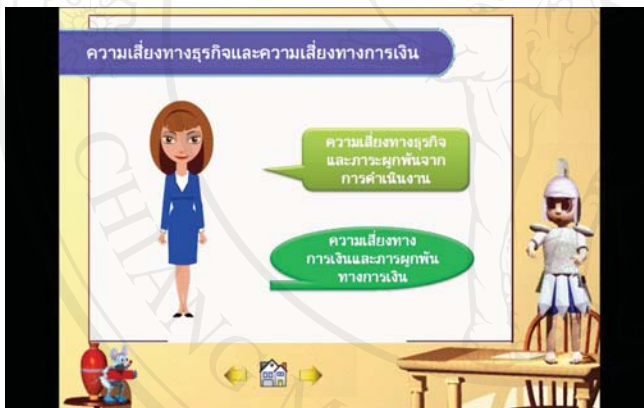 ความเสี่ยงทางธุรกิจและความเสี่ยงทางการเงิน
ความเสี่ยงทางธุรกิจ
และภาระผูกพันจาก
การดำเนินงาน
ความเสี่ยงทาง
การเงินและภารผูกพัน
ทางการเงิน
CHIANG M